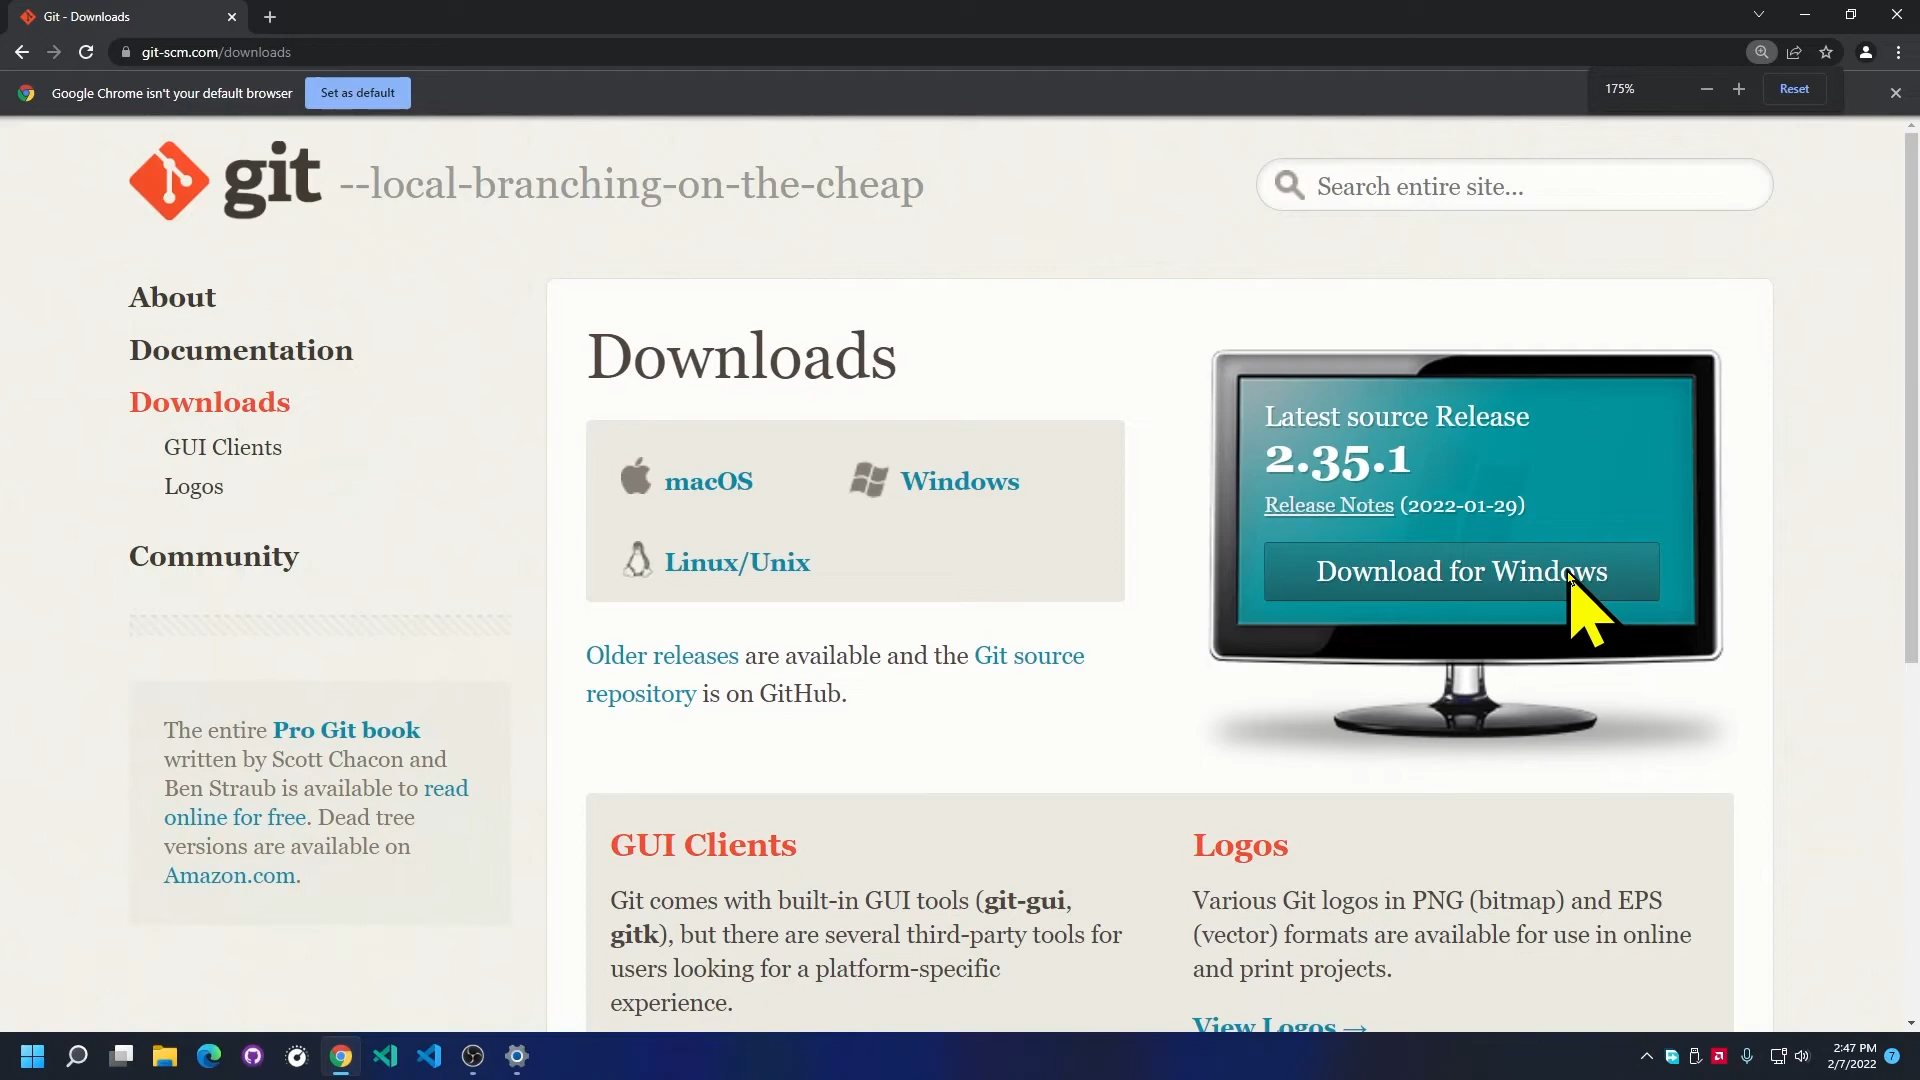 Git - Downloads
git-scm.com/downloads
Google Chrome isn't your default browser
Set as default
175%
Reset
git --local-branching-on-the-cheap
Search entire site...
About
Documentation
Downloads
GUI Clients
Logos
Community
The entire Pro Git book
written by Scott Chacon and
Ben Straub is available to read
online for free. Dead tree
versions are available on
Amazon.com.
Downloads
macOS
Windows
Linux/Unix
Older releases are available and the Git source
repository is on GitHub.
Latest source Release
2.35.1
Release Notes (2022-01-29)
Download for Windows
GUI Clients
Git comes with built-in GUI tools (git-gui,
gitk), but there are several third-party tools for
users looking for a platform-specific
experience.
Logos
Various Git logos in PNG (bitmap) and EPS
(vector) formats are available for use in online
and print projects.
View Logos →
2:47 PM
2/7/2022
7